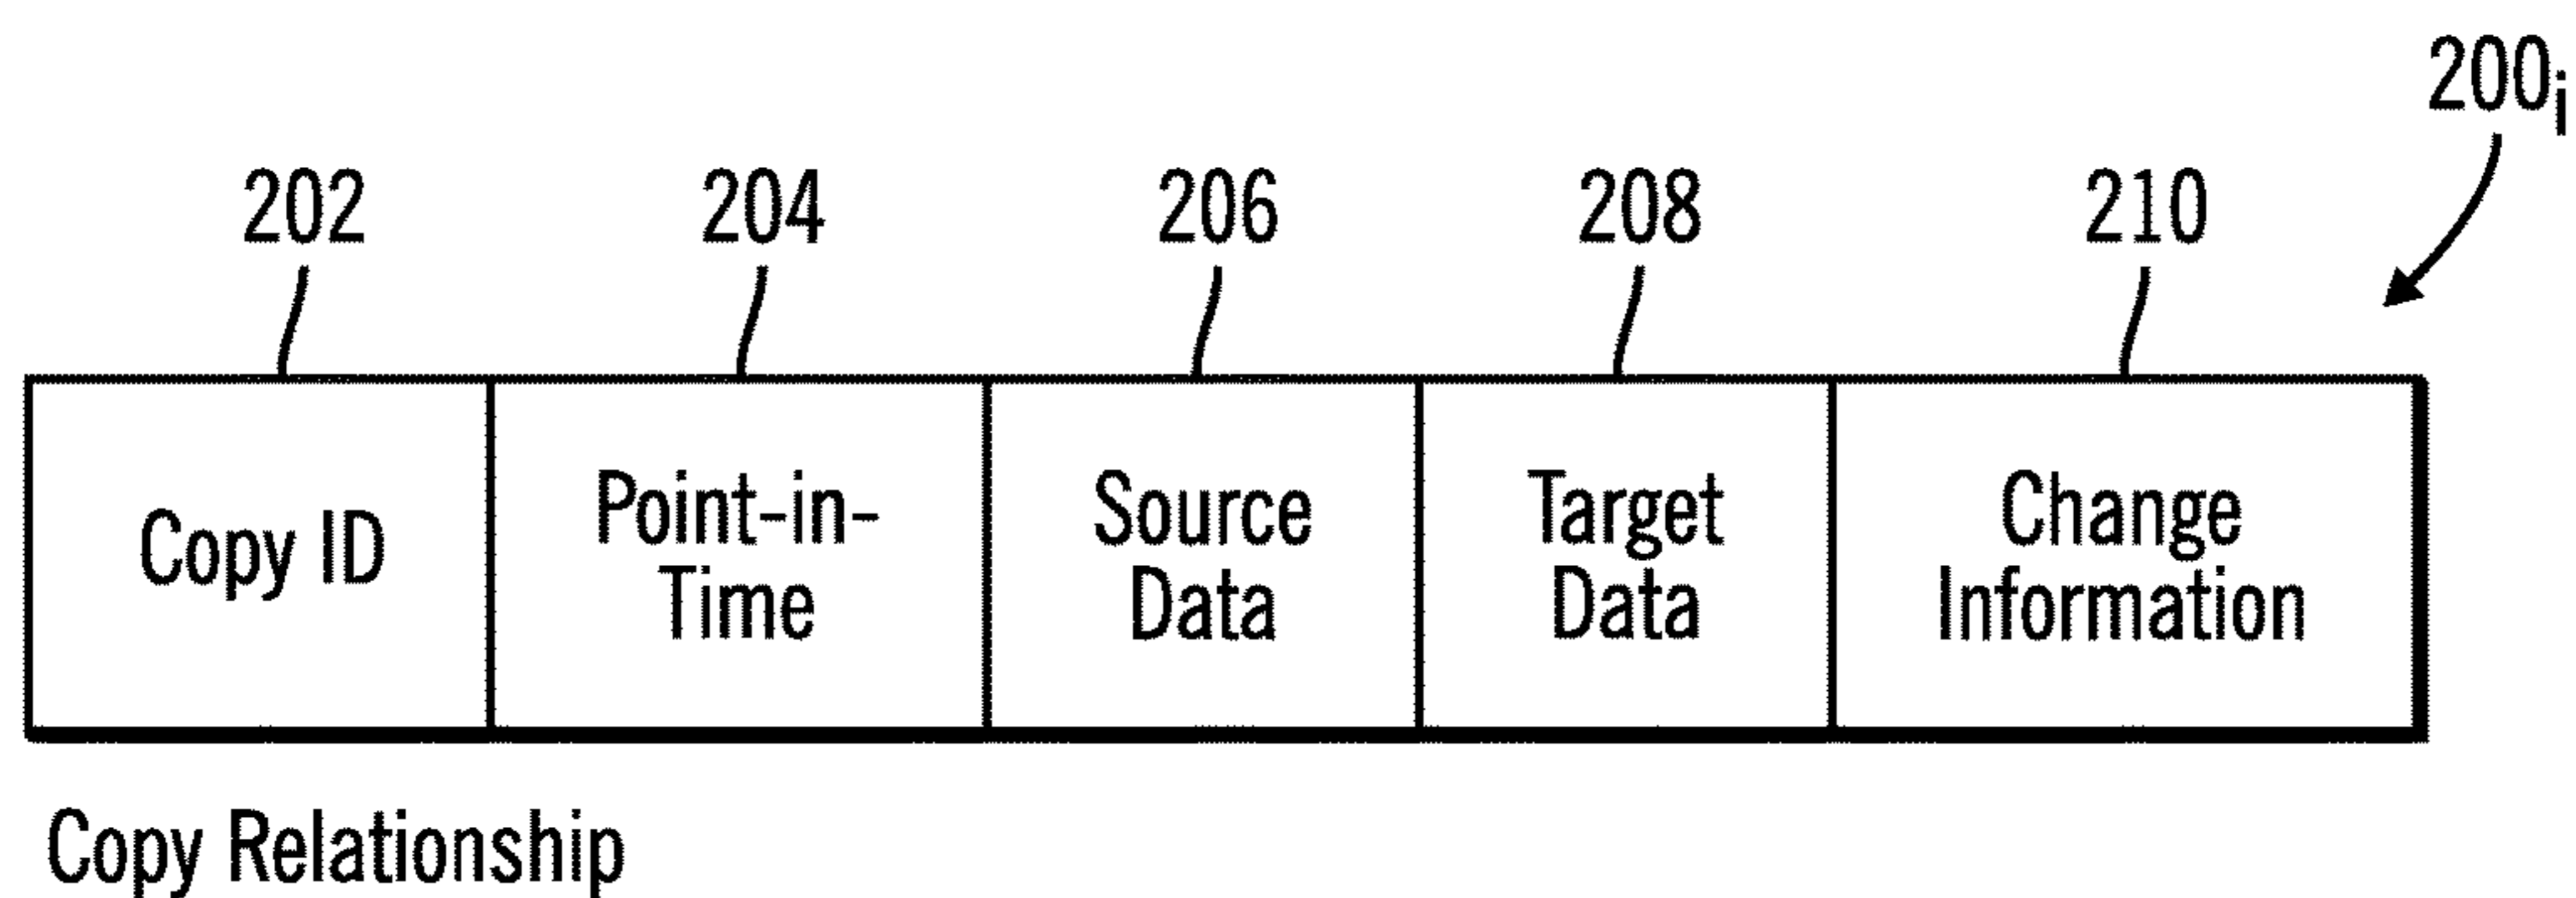 200i
202 204 206 208 210
Copy ID
Point-in-
Time
Source
Data
Target
Data
Change
Information
Copy Relationship